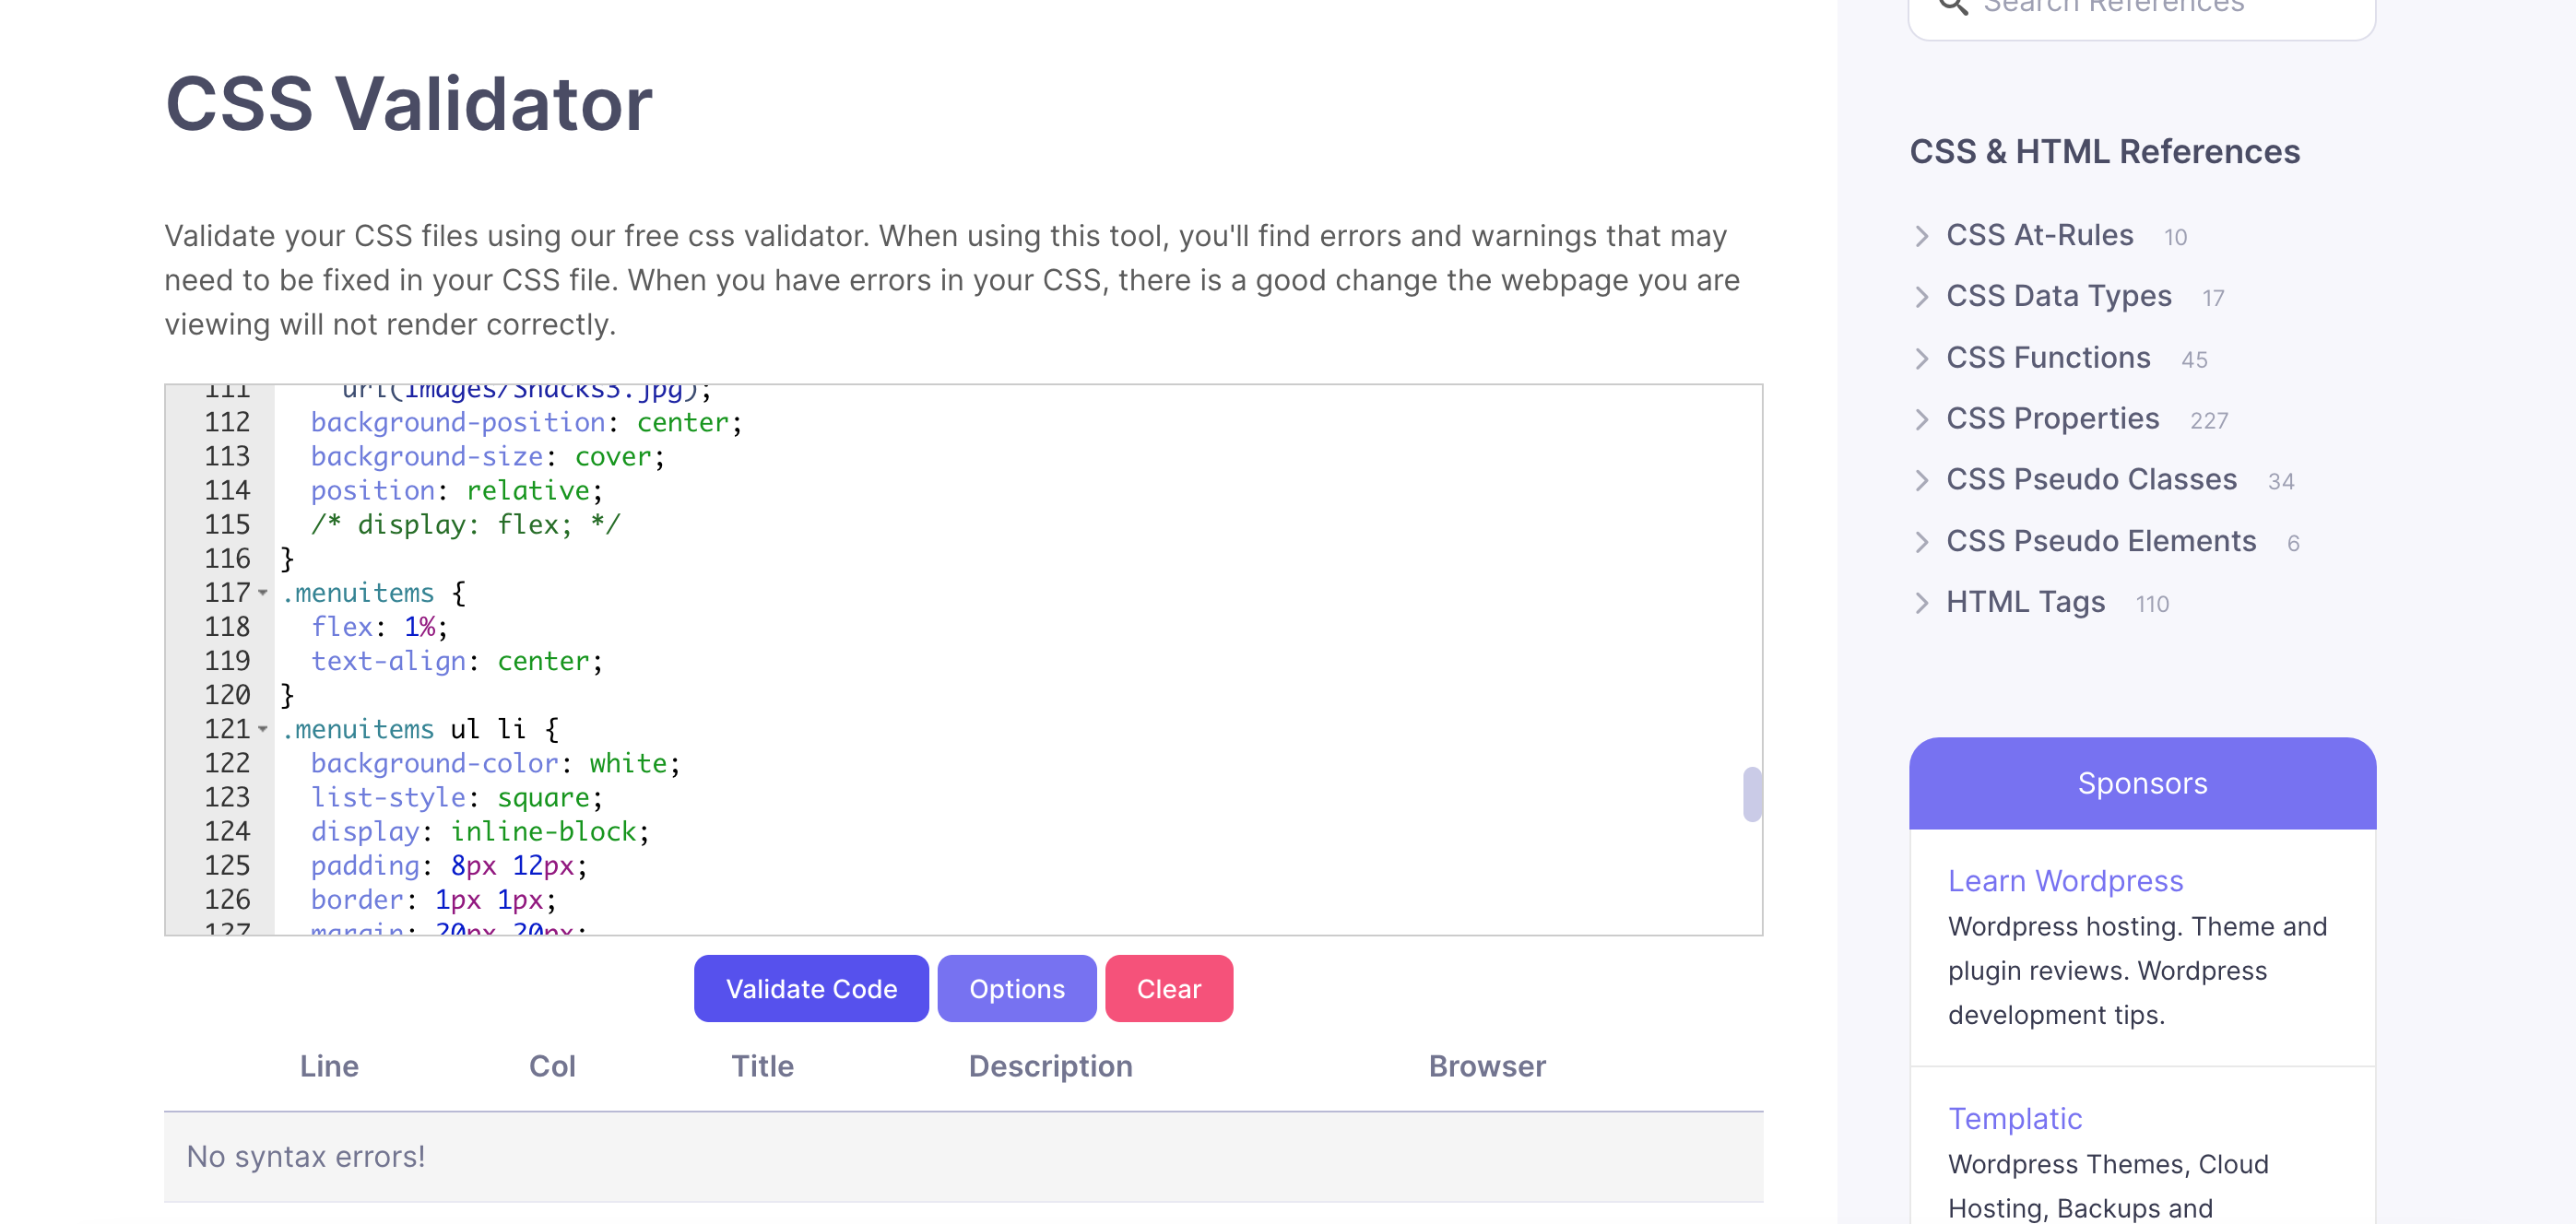 Search References
CSS Validator
Validate your CSS files using our free css validator. When using this tool, you'll find errors and warnings that may
need to be fixed in your CSS file. When you have errors in your CSS, there is a good change the webpage you are
viewing will not render correctly.
111 url(images/Snacks3.jpg);
112 background-position: center;
113 background-size: cover;
114 position: relative;
115 /* display: flex; */
116 }
117 .menuitems {
118 flex: 1%;
119 text-align: center;
120 }
121 .menuitems ul li {
122 background-color: white;
123 list-style: square;
124 display: inline-block;
125 padding: 8px 12px;
126 border: 1px 1px;
127 margin: 20px 20px;
Validate Code Options Clear
Line Col Title Description Browser
No syntax errors!
CSS & HTML References
CSS At-Rules 10
CSS Data Types 17
CSS Functions 45
CSS Properties 227
CSS Pseudo Classes 34
CSS Pseudo Elements 6
HTML Tags 110
Sponsors
Learn Wordpress
Wordpress hosting. Theme and
plugin reviews. Wordpress
development tips.
Templatic
Wordpress Themes, Cloud
Hosting, Backups and